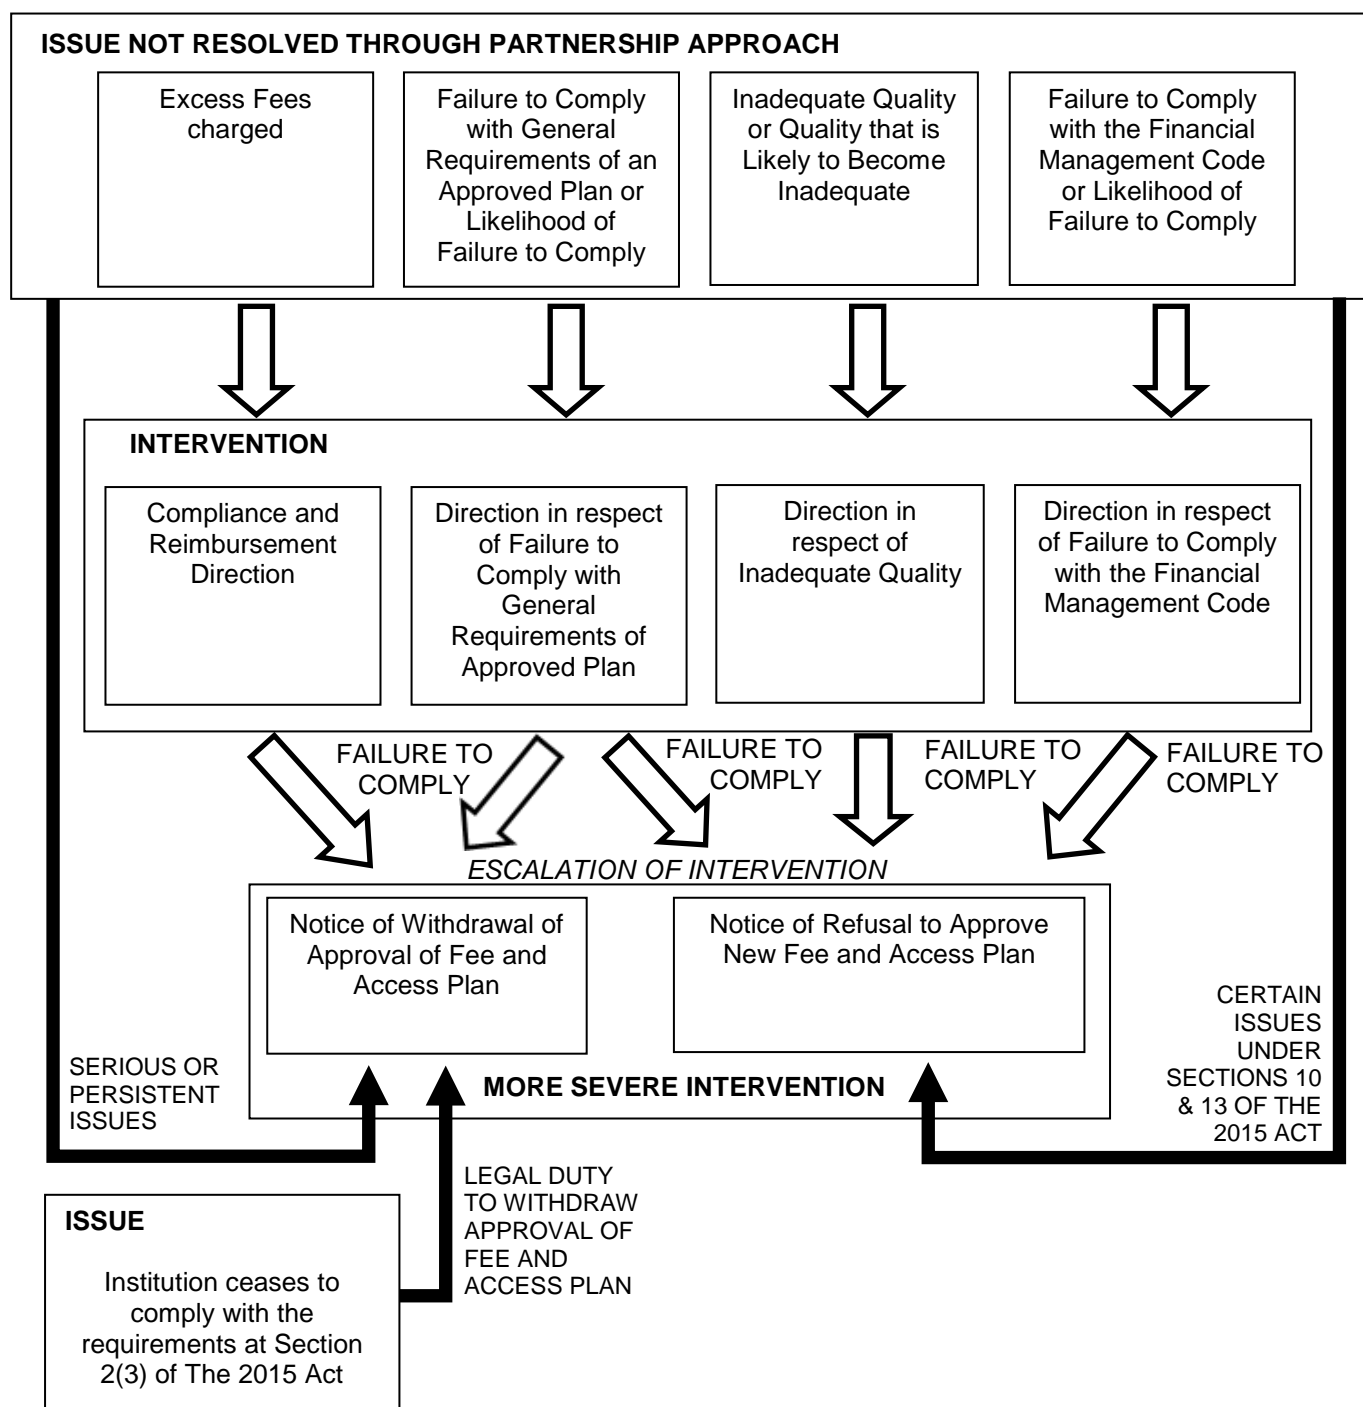 ISSUE NOT RESOLVED THROUGH PARTNERSHIP APPROACH
Excess Fees
charged
Failure to Comply
with General
Requirements of an
Approved Plan or
Likelihood of
Failure to Comply
Inadequate Quality
or Quality that is
Likely to Become
Inadequate
Failure to Comply
with the Financial
Management Code
or Likelihood of
Failure to Comply
INTERVENTION
Compliance and
Reimbursement
Direction
Direction in respect
of Failure to
Comply with
General
Requirements of
Approved Plan
Direction in
respect of
Inadequate Quality
Direction in respect
of Failure to Comply
with the Financial
Management Code
FAILURE TO
COMPLY
FAILURE TO
COMPLY
FAILURE TO
COMPLY
FAILURE TO
COMPLY
ESCALATION OF INTERVENTION
Notice of Withdrawal of
Approval of Fee and
Access Plan
Notice of Refusal to Approve
New Fee and Access Plan
MORE SEVERE INTERVENTION
SERIOUS OR
PERSISTENT
ISSUES
CERTAIN
ISSUES
UNDER
SECTIONS 10
& 13 OF THE
2015 ACT
LEGAL DUTY
TO WITHDRAW
APPROVAL OF
FEE AND
ACCESS PLAN
ISSUE
Institution ceases to
comply with the
requirements at Section
2(3) of The 2015 Act